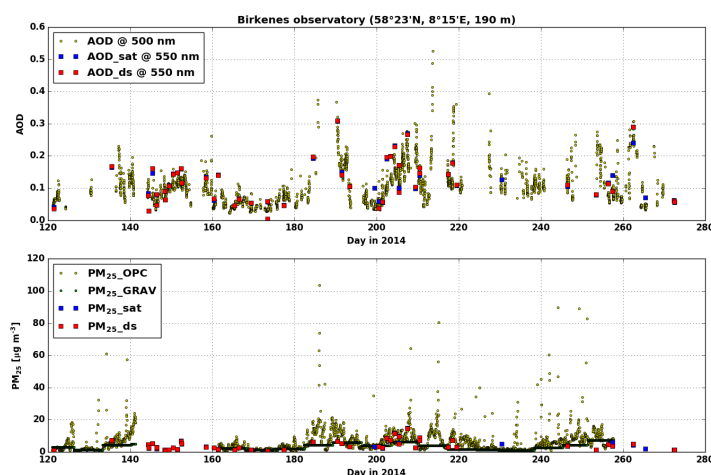 Birkenes observatory (58°23'N, 8°15'E, 190 m)
0.6
0.5
0.4
0.3
0.2
0.1
0.0
AOD
AOD @ 500 nm
AOD_sat @ 550 nm
AOD_ds @ 550 nm
120 140 160 180 200 220 240 260 280
Day in 2014
120
100
80
60
40
20
0
PM25 [μg m-3]
PM25_OPC
PM25_GRAV
PM25_sat
PM25_ds
120 140 160 180 200 220 240 260 280
Day in 2014